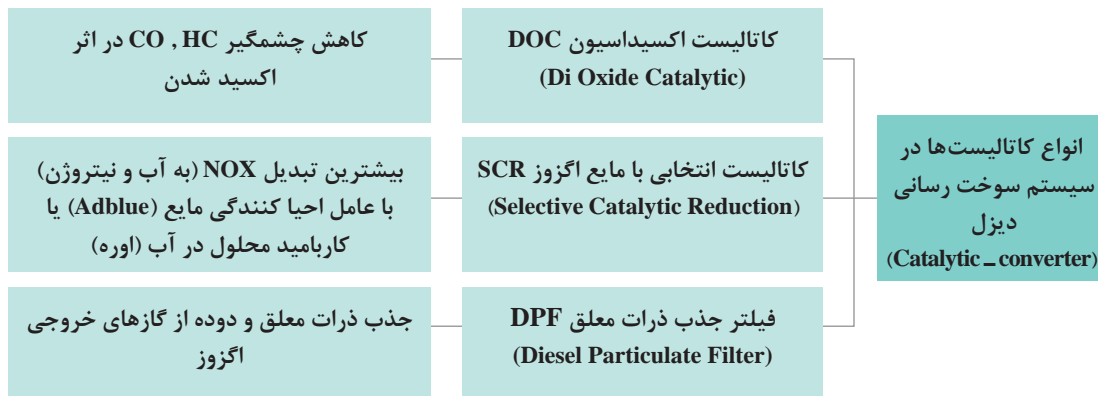 انواع کاتالیست‌ها در
سیستم سوخت رسانی
دیزل
(Catalytic – converter)
کاتالیست اکسیداسیون DOC
(Di Oxide Catalytic)
کاهش چشمگیر CO , HC در اثر
اکسید شدن
کاتالیست انتخابی با مایع اگزوز SCR
(Selective Catalytic Reduction)
بیشترین تبدیل NOX (به آب و نیتروژن)
با عامل احیا کنندگی مایع (Adblue) یا
کاربامید محلول در آب (اوره)
فیلتر جذب ذرات معلق DPF
(Diesel Particulate Filter)
جذب ذرات معلق و دوده از گازهای خروجی
اگزوز